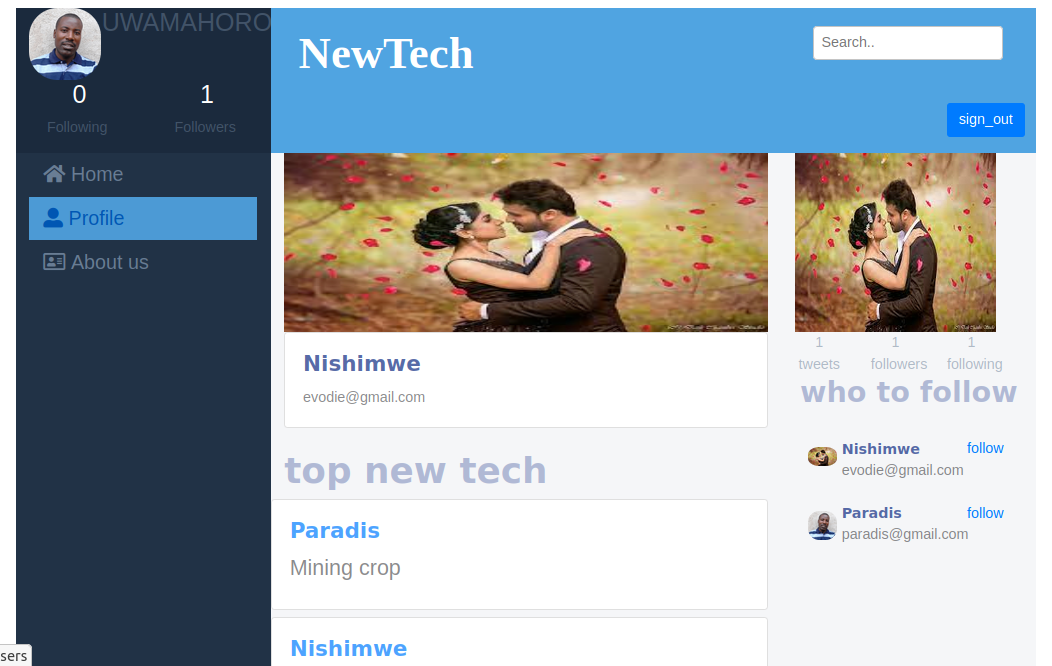 UWAMAHORO
0 1
Following Followers
Home
Profile
About us
NewTech
Search..
sign_out
Nishimwe
evodie@gmail.com
top new tech
Paradis
Mining crop
Nishimwe
1 1 1
tweets followers following
who to follow
Nishimwe follow
evodie@gmail.com
Paradis follow
paradis@gmail.com
sers